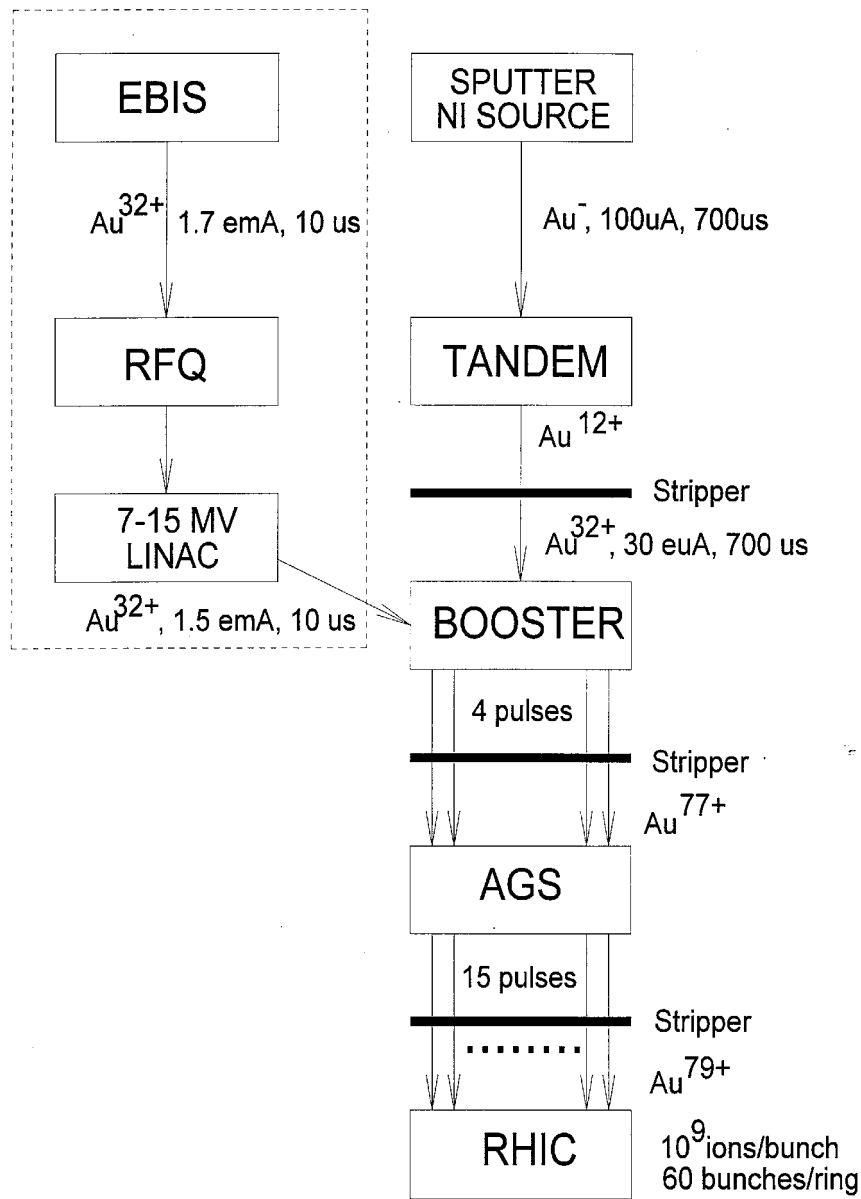 EBIS
Au32+ 1.7 emA, 10 us
RFQ
7-15 MV
LINAC
Au32+, 1.5 emA, 10 us
SPUTTER
NI SOURCE
Au-, 100uA, 700us
TANDEM
Au 12+
Stripper
Au32+, 30 euA, 700 us
BOOSTER
4 pulses
Stripper
Au77+
AGS
15 pulses
Stripper
Au79+
RHIC
10^9 ions/bunch
60 bunches/ring